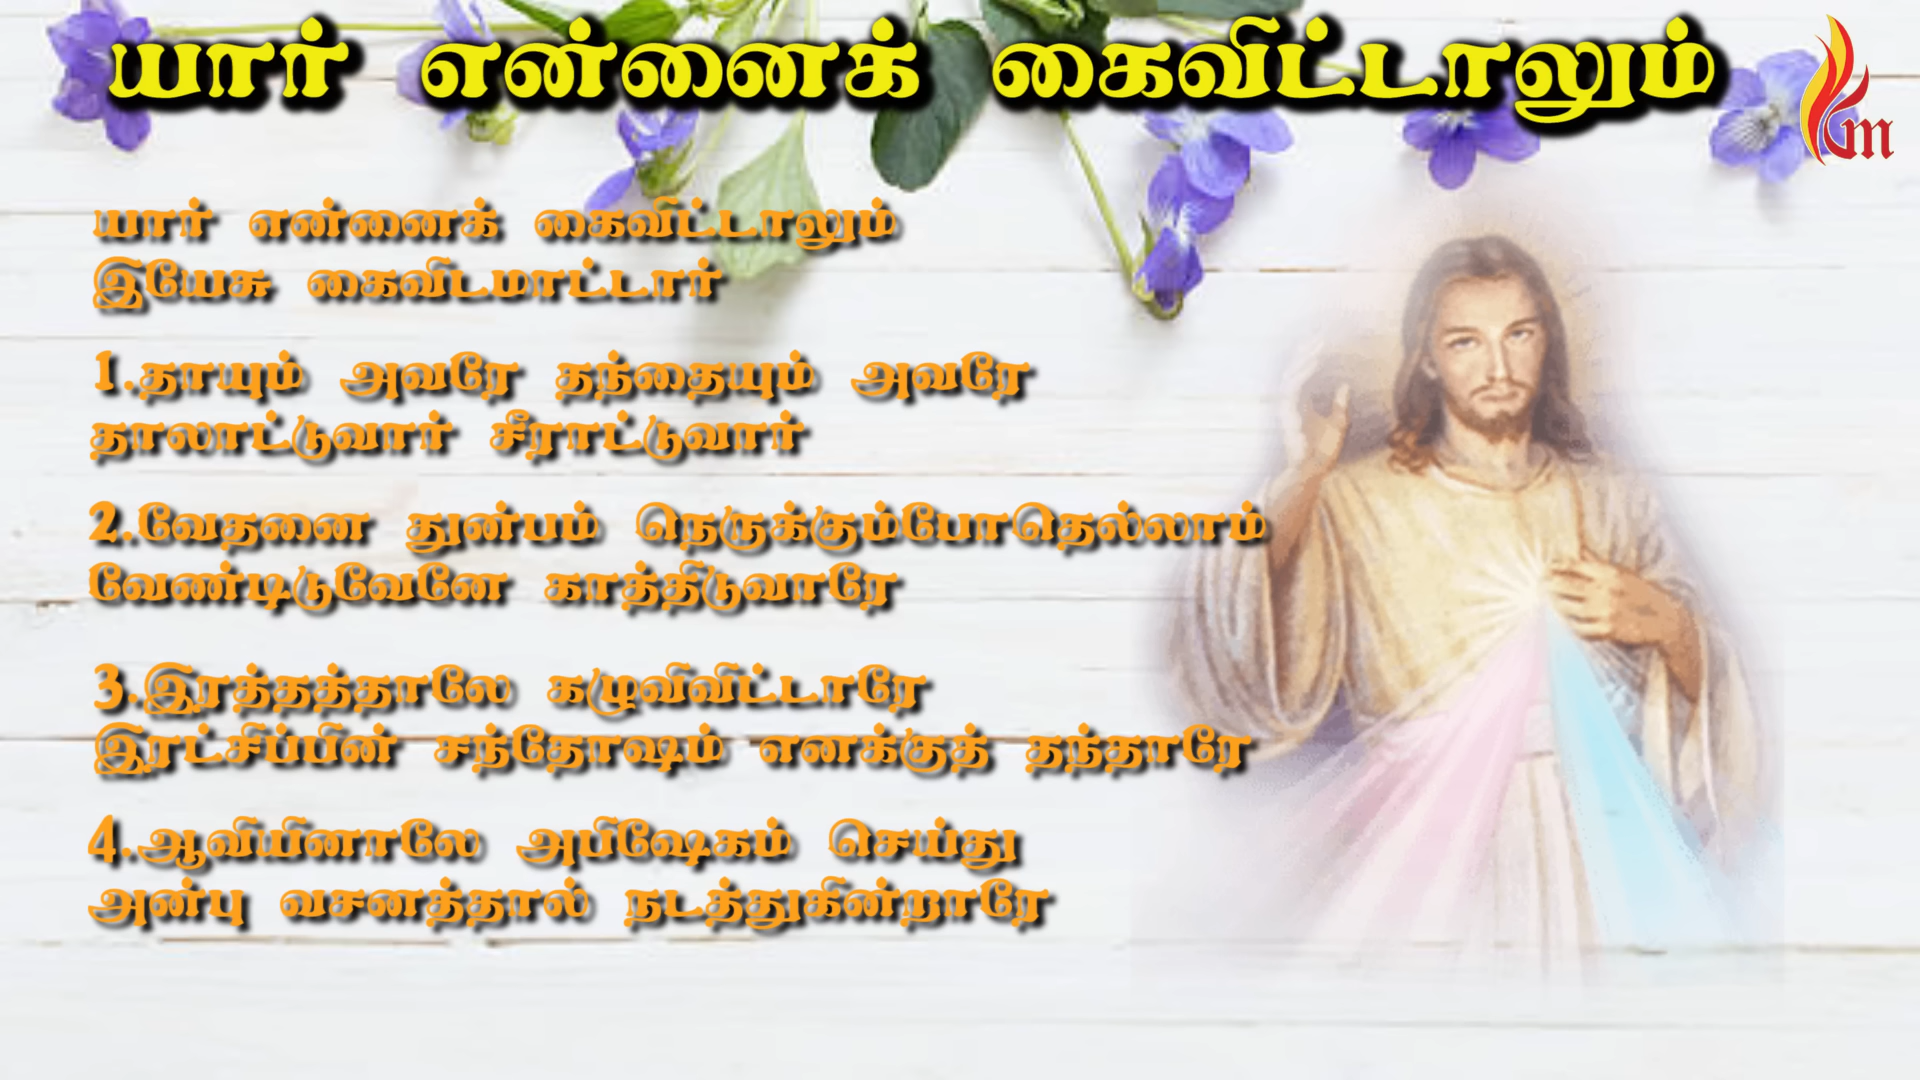 யார் என்னைக் கைவிட்டாலும்
யார் என்னைக் கைவிட்டாலும்
இயேசு கைவிடமாட்டார்
1.தாயும் அவரே தந்தையும் அவரே
தாலாட்டுவார் சீராட்டுவார்
2.வேதனை துன்பம் நெருக்கும்போதெல்லாம்
வேண்டிடுவேனே காத்திடுவாரே
3.இரத்தத்தாலே கழுவிவிட்டாரே
இரட்சிப்பின் சந்தோஷம் எனக்குத் தந்தாரே
4.ஆவியினாலே அபிஷேகம் செய்து
அன்பு வசனத்தால் நடத்துகின்றாரே